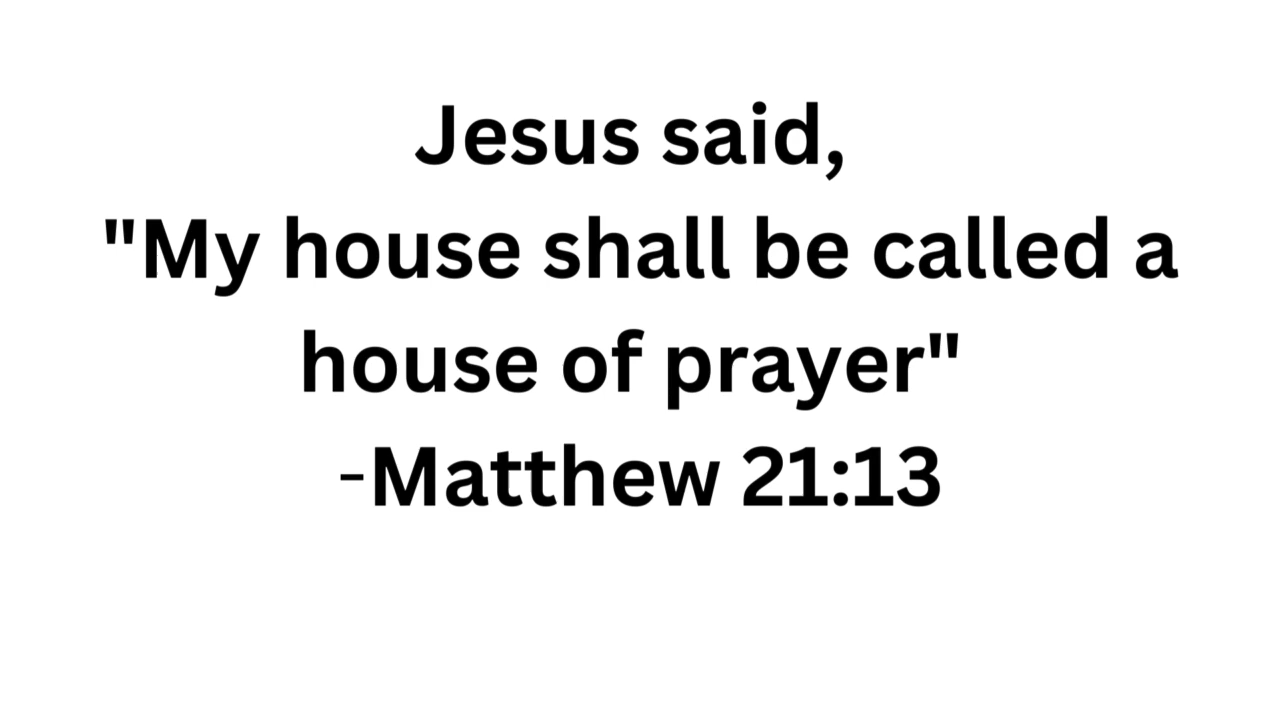 Jesus said,
"My house shall be called a
house of prayer"
-Matthew 21:13